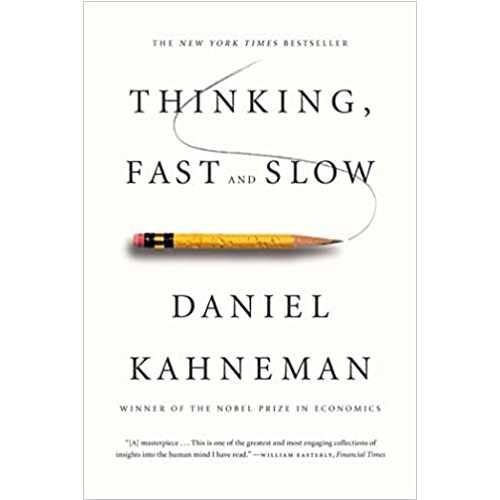 THE NEW YORK TIMES BESTSELLER
THINKING,
FAST AND SLOW
DANIEL
KAHNEMAN
WINNER OF THE NOBEL PRIZE IN ECONOMICS
"[A] masterpiece . . . This is one of the greatest and most engaging collections of
insights into the human mind I have read." —WILLIAM EASTERLY, Financial Times